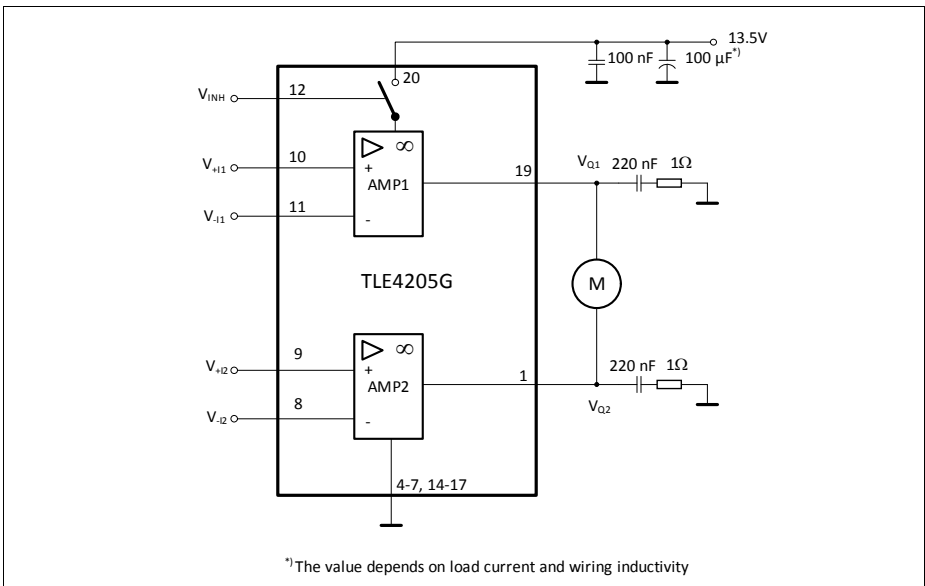 13.5V
100 nF 100 µF*)
20
VINH 12
V+I1 10
+ ∞
AMP1
V-I1 11
-
19
VQ1 220 nF 1Ω
TLE4205G
M
V+I2 9
+ ∞
AMP2
V-I2 8
-
1
220 nF 1Ω
VQ2
4-7, 14-17
*)The value depends on load current and wiring inductivity